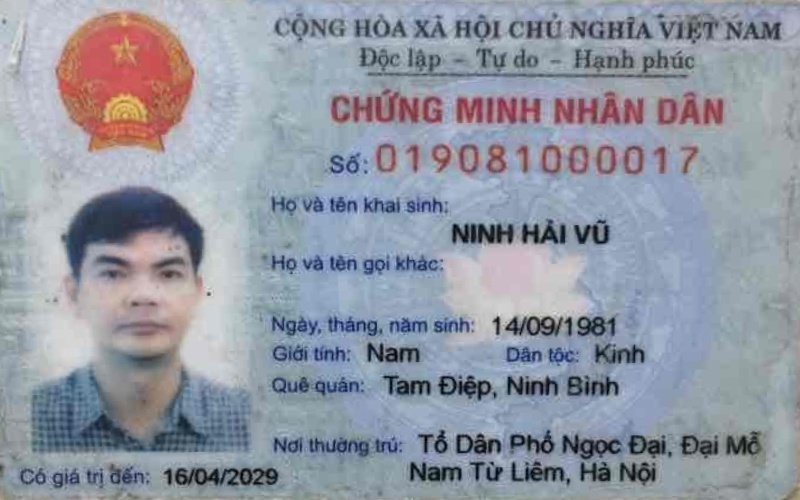 CỘNG HÒA XÃ HỘI CHỦ NGHĨA VIỆT NAM
Độc lập - Tự do - Hạnh phúc
CHỨNG MINH NHÂN DÂN
Số: 019081000017
Họ và tên khai sinh:
NINH HẢI VŨ
Họ và tên gọi khác:
Ngày, tháng, năm sinh: 14/09/1981
Giới tính: Nam Dân tộc: Kinh
Quê quán: Tam Điệp, Ninh Bình
Nơi thường trú: Tổ Dân Phố Ngọc Đại, Đại Mỗ
Nam Từ Liêm, Hà Nội
Có giá trị đến: 16/04/2029